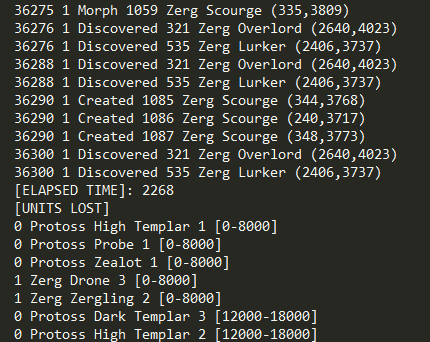 36275 1 Morph 1059 Zerg Scourge (335,3809)
36276 1 Discovered 321 Zerg Overlord (2640,4023)
36276 1 Discovered 535 Zerg Lurker (2406,3737)
36288 1 Discovered 321 Zerg Overlord (2640,4023)
36288 1 Discovered 535 Zerg Lurker (2406,3737)
36290 1 Created 1085 Zerg Scourge (344,3768)
36290 1 Created 1086 Zerg Scourge (240,3717)
36290 1 Created 1087 Zerg Scourge (348,3773)
36300 1 Discovered 321 Zerg Overlord (2640,4023)
36300 1 Discovered 535 Zerg Lurker (2406,3737)
[ELAPSED TIME]: 2268
[UNITS LOST]
0 Protoss High Templar 1 [0-8000]
0 Protoss Probe 1 [0-8000]
0 Protoss Zealot 1 [0-8000]
1 Zerg Drone 3 [0-8000]
1 Zerg Zergling 2 [0-8000]
0 Protoss Dark Templar 3 [12000-18000]
0 Protoss High Templar 2 [12000-18000]